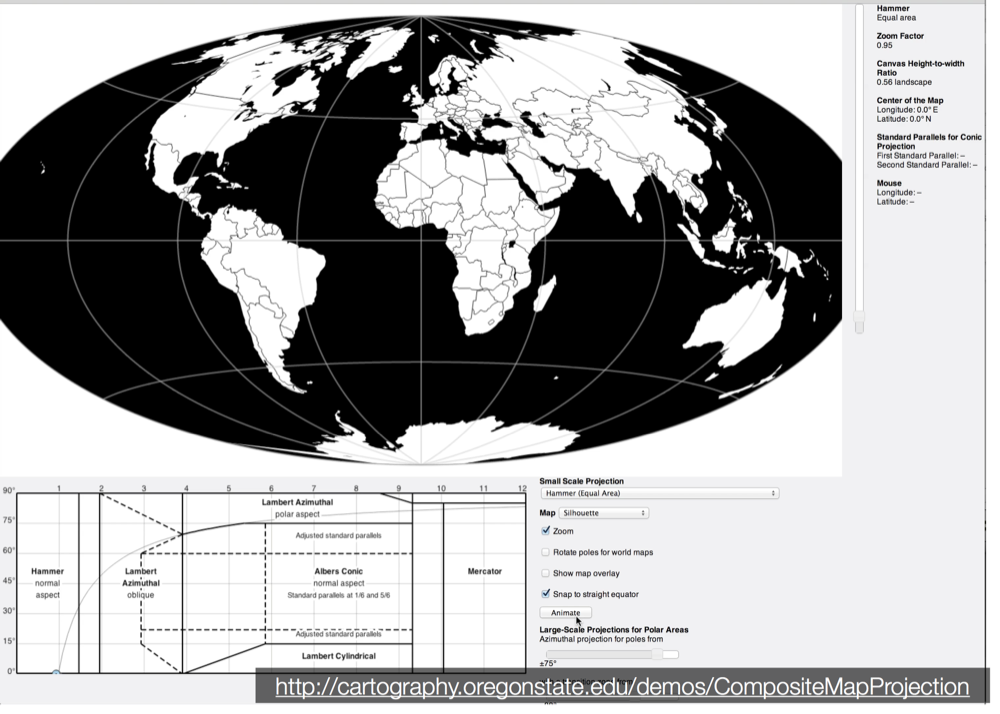 Hammer
Equal area
Zoom Factor
0.95
Canvas Height-to-width
Ratio
0.56 landscape
Center of the Map
Longitude: 0.0° E
Latitude: 0.0° N
Standard Parallels for Conic
Projection
First Standard Parallel: –
Second Standard Parallel: –
Mouse
Longitude: –
Latitude: –
1 2 3 4 5 6 7 8 9 10 11 12
90°
75°
60°
45°
30°
15°
0°
Hammer
normal
aspect
Lambert
Azimuthal
oblique
Lambert Azimuthal
polar aspect
Adjusted standard parallels
Albers Conic
normal aspect
Standard parallels at 1/6 and 5/6
Adjusted standard parallels
Lambert Cylindrical
Mercator
Small Scale Projection
Hammer (Equal Area)
Map Silhouette
Zoom
Rotate poles for world maps
Show map overlay
Snap to straight equator
Animate
Large-Scale Projections for Polar Areas
Azimuthal projection for poles from
±75°
http://cartography.oregonstate.edu/demos/CompositeMapProjection